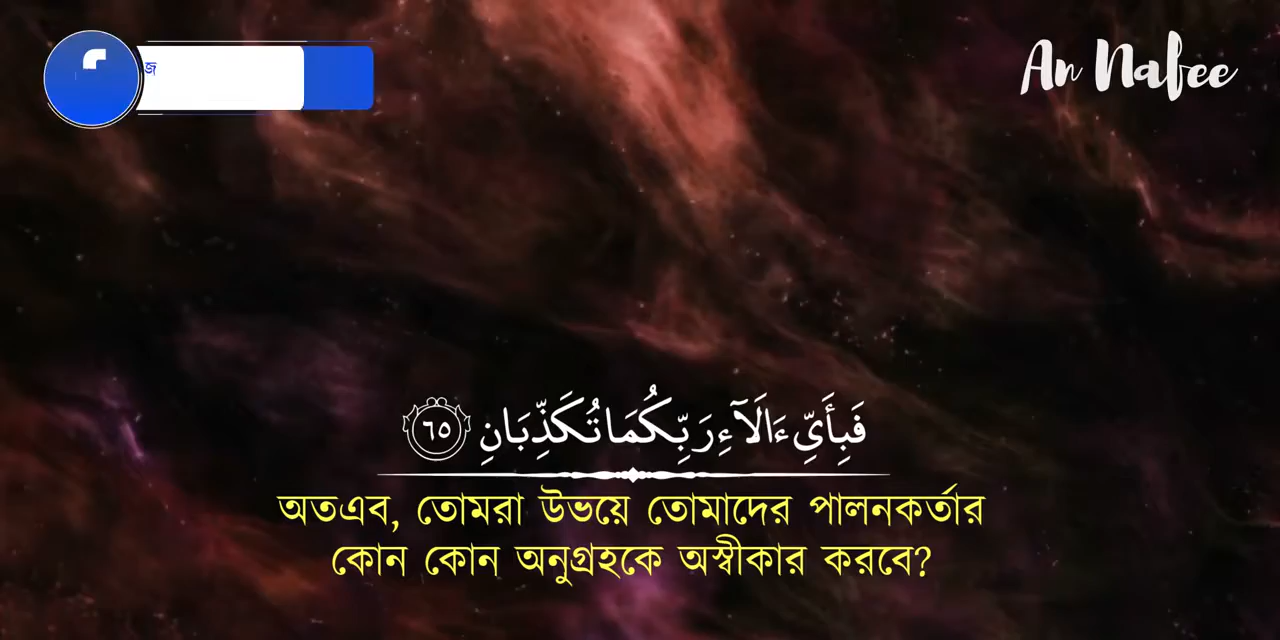 জ
An Nafee
فَبِأَيِّ ءَالَآءِ رَبِّكُمَا تُكَذِّبَانِ ٦٥
অতএব, তোমরা উভয়ে তোমাদের পালনকর্তার
কোন কোন অনুগ্রহকে অস্বীকার করবে?